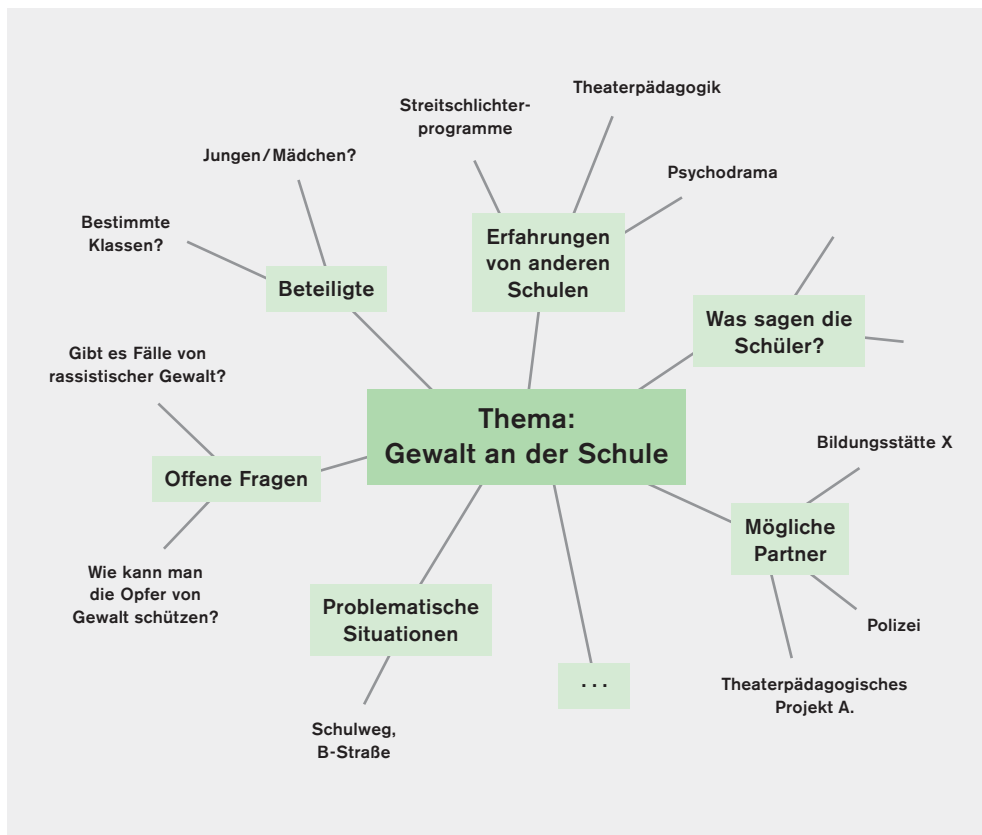 Theaterpädagogik
Streitschlichter-
programme
Jungen/Mädchen?
Psychodrama
Bestimmte
Klassen?
Erfahrungen
von anderen
Schulen
Beteiligte
Was sagen die
Schüler?
Gibt es Fälle von
rassistischer Gewalt?
Thema:
Gewalt an der Schule
Bildungsstätte X
Offene Fragen
Mögliche
Partner
Wie kann man
die Opfer von
Gewalt schützen?
Problematische
Situationen
Polizei
...
Theaterpädagogisches
Projekt A.
Schulweg,
B-Straße